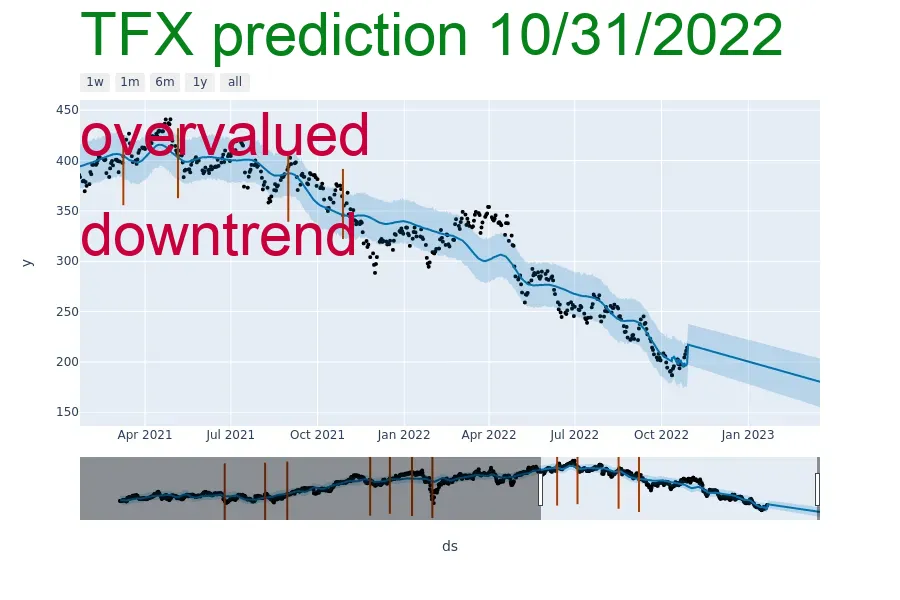 TFX prediction 10/31/2022
1w 1m 6m 1y all
450
overvalued
400
350
downtrend
300
y
250
200
150
Apr 2021 Jul 2021 Oct 2021 Jan 2022 Apr 2022 Jul 2022 Oct 2022 Jan 2023
ds